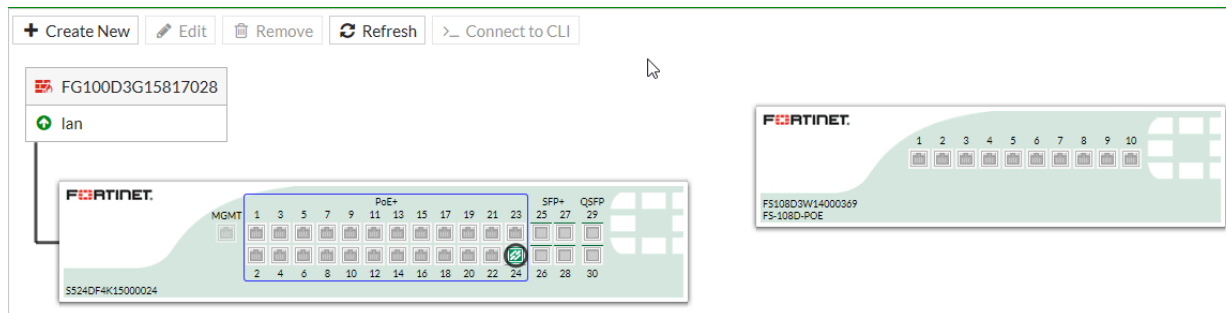 Create New Edit Remove Refresh >_ Connect to CLI
FG100D3G15817028
lan
FORTINET.
PoE+ SFP+ QSFP
MGMT 1 3 5 7 9 11 13 15 17 19 21 23 25 27 29
2 4 6 8 10 12 14 16 18 20 22 24 26 28 30
S524DF4K15000024
FORTINET.
1 2 3 4 5 6 7 8 9 10
FS108D3W14000369
FS-108D-POE